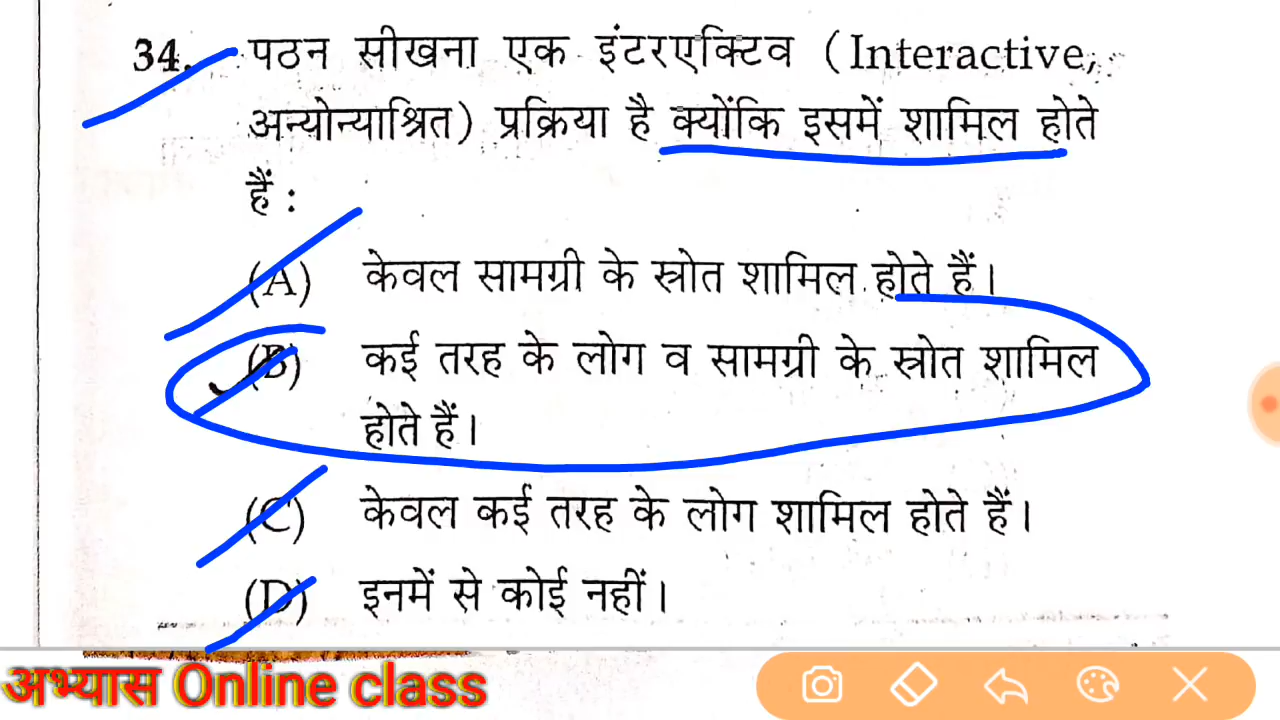 34. पठन सीखना एक इंटरएक्टिव (Interactive,
अन्योन्याश्रित) प्रक्रिया है क्योंकि इसमें शामिल होते
हैं :
(A) केवल सामग्री के स्रोत शामिल होते हैं।
(B) कई तरह के लोग व सामग्री के स्रोत शामिल
होते हैं।
(C) केवल कई तरह के लोग शामिल होते हैं।
(D) इनमें से कोई नहीं।
अभ्यास Online class